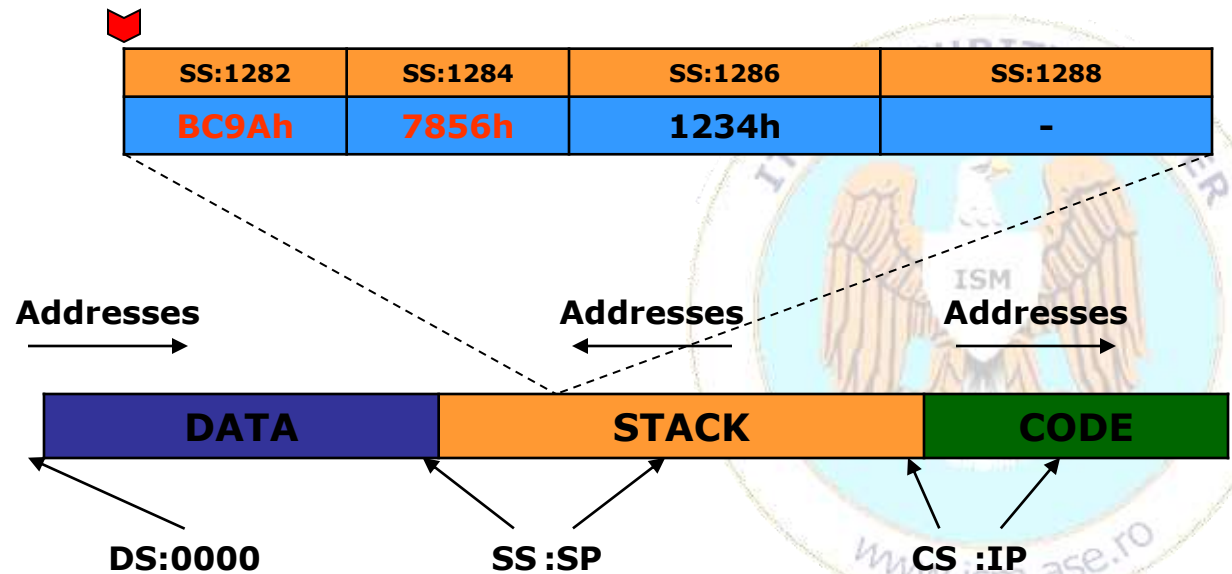 SS:1282 SS:1284 SS:1286 SS:1288
BC9Ah 7856h 1234h -
Addresses Addresses Addresses
ISM
DATA STACK CODE
DS:0000 SS :SP CS :IP